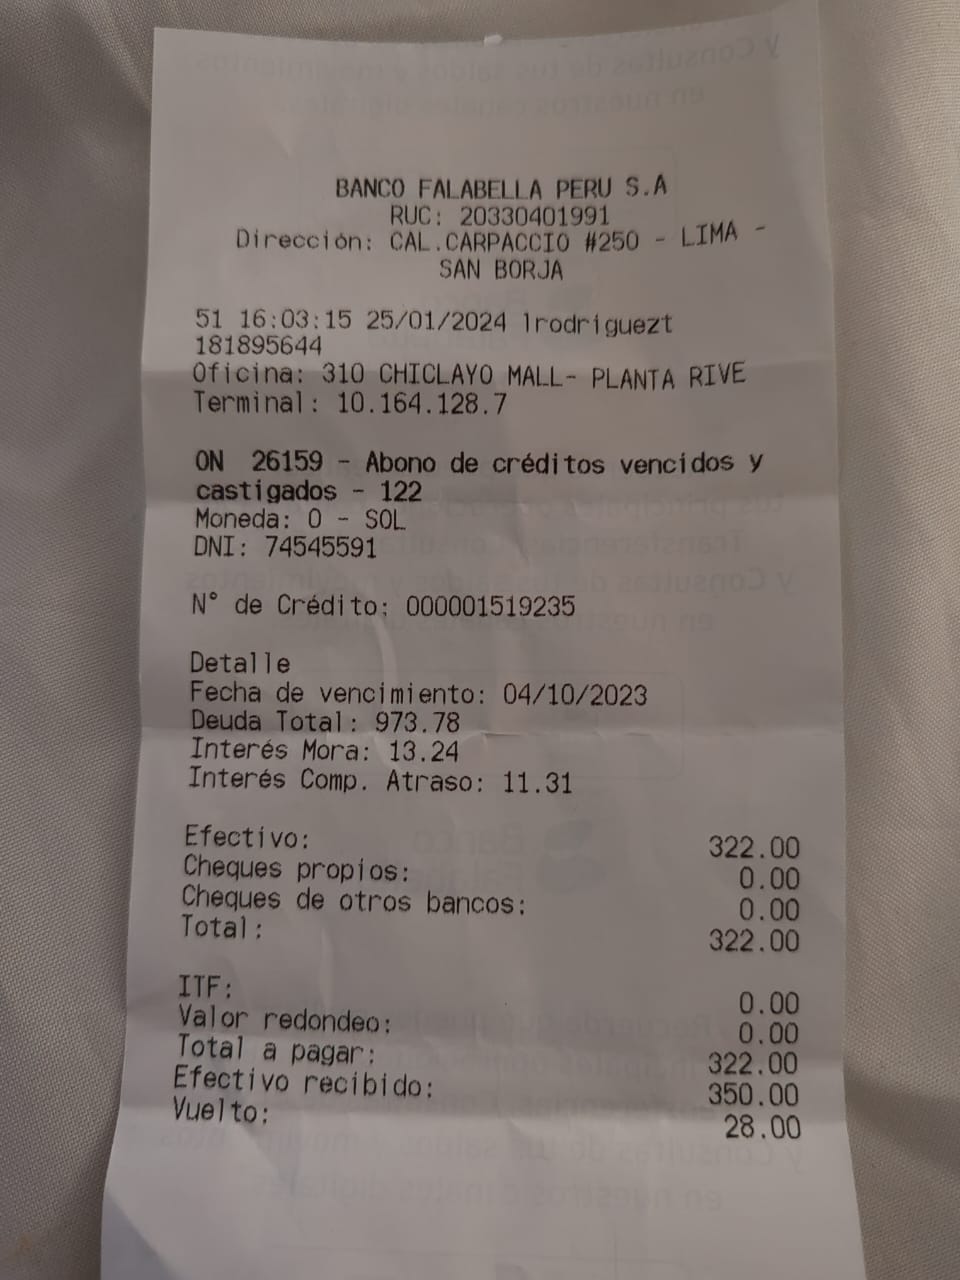 BANCO FALABELLA PERU S.A
RUC: 20330401991
Dirección: CAL.CARPACCIO #250 - LIMA -
SAN BORJA
51 16:03:15 25/01/2024 lrodriguezt
181895644
Oficina: 310 CHICLAYO MALL- PLANTA RIVE
Terminal: 10.164.128.7
ON 26159 - Abono de créditos vencidos y
castigados - 122
Moneda: 0 - SOL
DNI: 74545591
N° de Crédito: 000001519235
Detalle
Fecha de vencimiento: 04/10/2023
Deuda Total: 973.78
Interés Mora: 13.24
Interés Comp. Atraso: 11.31
Efectivo: 322.00
Cheques propios: 0.00
Cheques de otros bancos: 0.00
Total: 322.00
ITF: 0.00
Valor redondeo: 0.00
Total a pagar: 322.00
Efectivo recibido: 350.00
Vuelto: 28.00